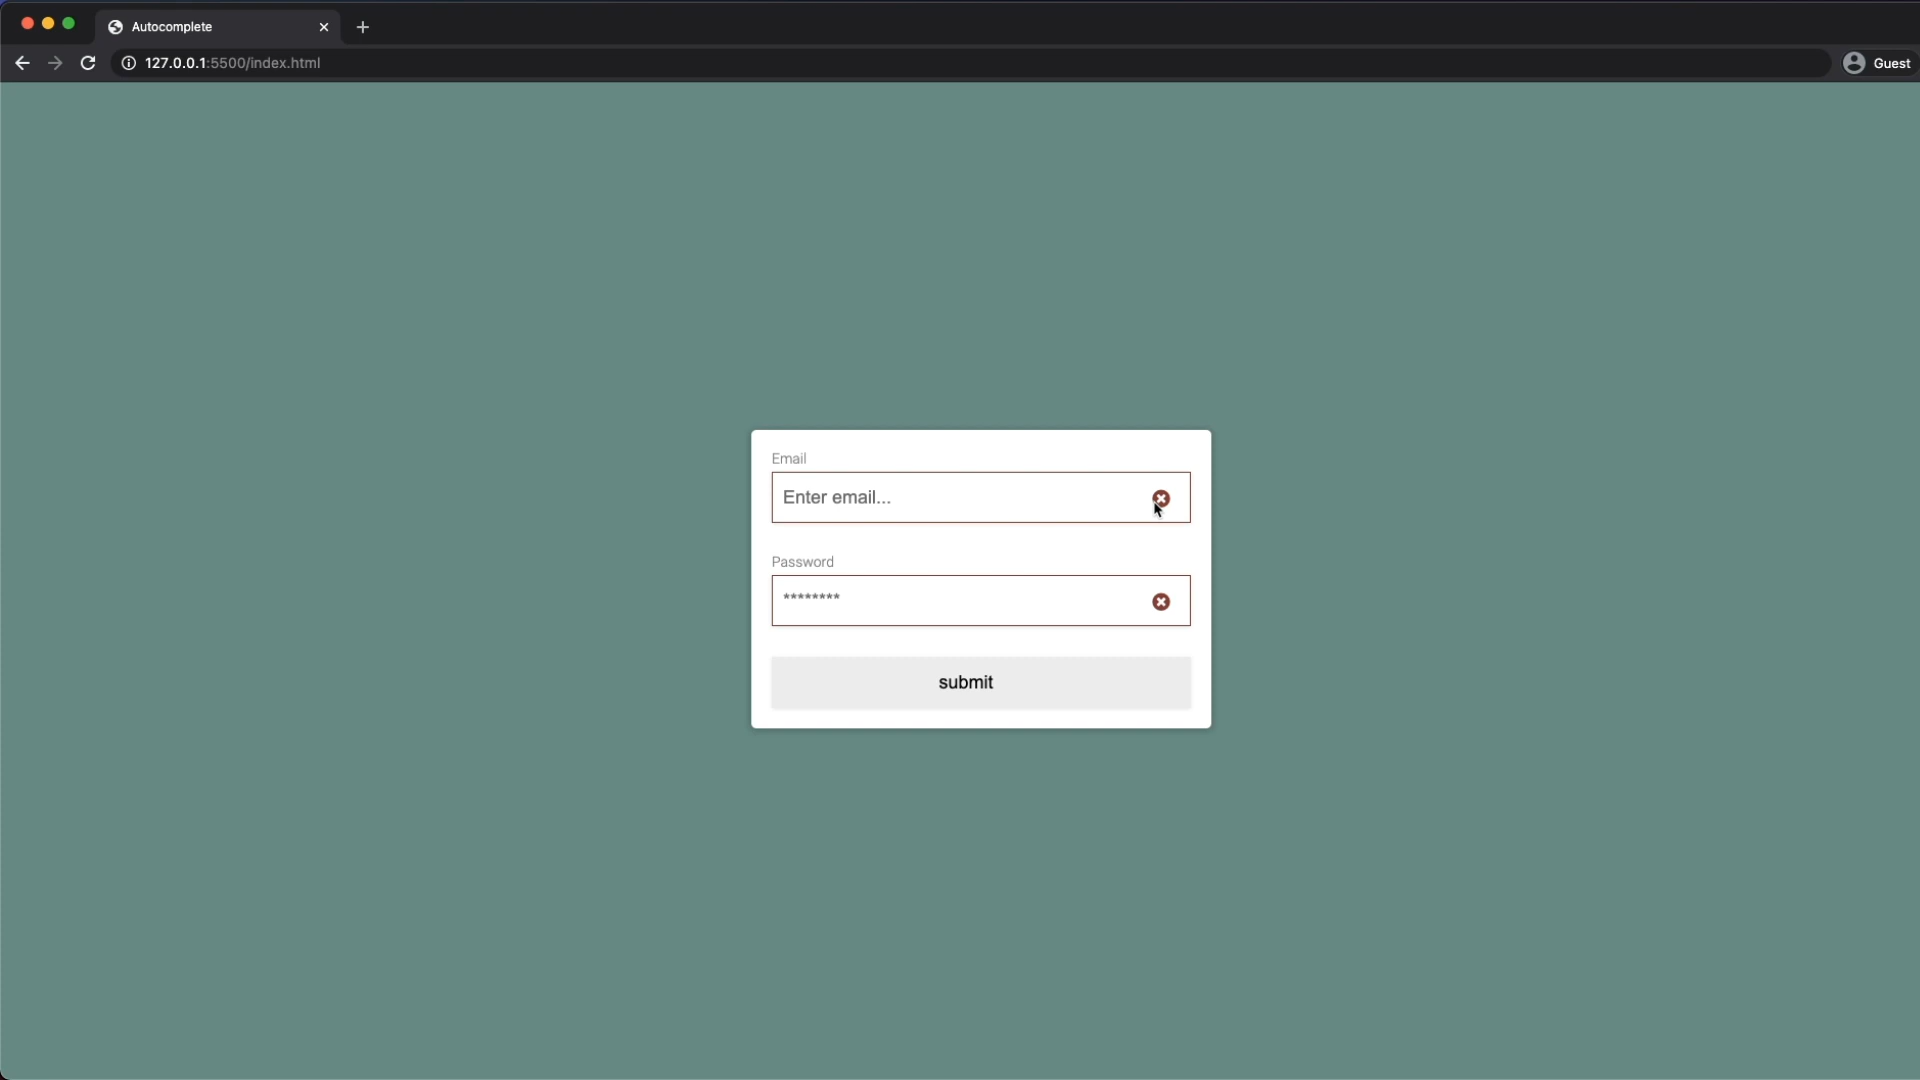 Autocomplete
127.0.0.1:5500/index.html
Guest
Email
Enter email...
Password
********
submit